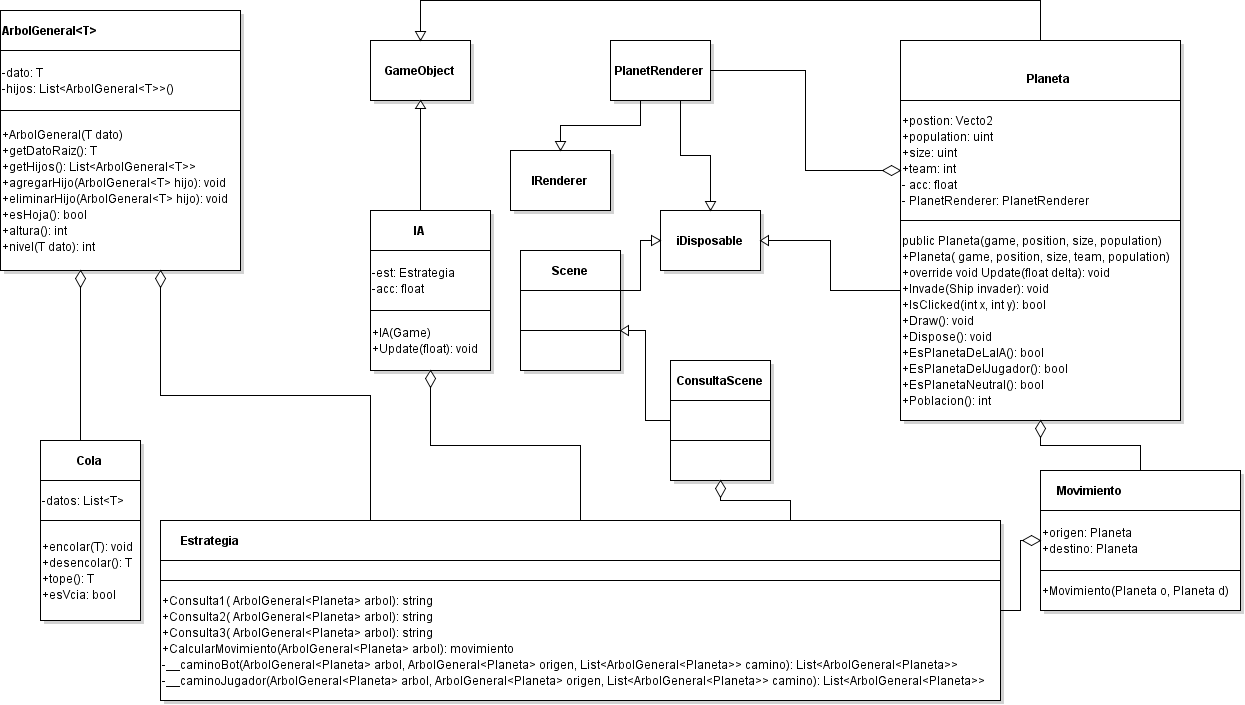 ArbolGeneral<T>
-dato: T
-hijos: List<ArbolGeneral<T>>()
+ArbolGeneral(T dato)
+getDatoRaiz(): T
+getHijos(): List<ArbolGeneral<T>>
+agregarHijo(ArbolGeneral<T> hijo): void
+eliminarHijo(ArbolGeneral<T> hijo): void
+esHoja(): bool
+altura(): int
+nivel(T dato): int
GameObject
PlanetRenderer
Planeta
+postion: Vecto2
+population: uint
+size: uint
+team: int
- acc: float
- PlanetRenderer: PlanetRenderer
public Planeta(game, position, size, population)
+Planeta( game, position, size, team, population)
+override void Update(float delta): void
+Invade(Ship invader): void
+IsClicked(int x, int y): bool
+Draw(): void
+Dispose(): void
+EsPlanetaDeLaIA(): bool
+EsPlanetaDelJugador(): bool
+EsPlanetaNeutral(): bool
+Poblacion(): int
IRenderer
IA
-est: Estrategia
-acc: float
+IA(Game)
+Update(float): void
iDisposable
Scene
ConsultaScene
Cola
-datos: List<T>
+encolar(T): void
+desencolar(): T
+tope(): T
+esVcia: bool
Movimiento
+origen: Planeta
+destino: Planeta
+Movimiento(Planeta o, Planeta d)
Estrategia
+Consulta1( ArbolGeneral<Planeta> arbol): string
+Consulta2( ArbolGeneral<Planeta> arbol): string
+Consulta3( ArbolGeneral<Planeta> arbol): string
+CalcularMovimiento(ArbolGeneral<Planeta> arbol): movimiento
-__caminoBot(ArbolGeneral<Planeta> arbol, ArbolGeneral<Planeta> origen, List<ArbolGeneral<Planeta>> camino): List<ArbolGeneral<Planeta>>
-__caminoJugador(ArbolGeneral<Planeta> arbol, ArbolGeneral<Planeta> origen, List<ArbolGeneral<Planeta>> camino): List<ArbolGeneral<Planeta>>